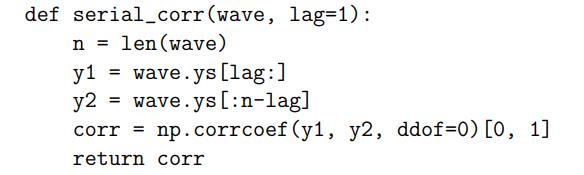 def serial_corr(wave, lag=1):
    n = len(wave)
    y1 = wave.ys[lag:]
    y2 = wave.ys[:n-lag]
    corr = np.corrcoef(y1, y2, ddof=0)[0, 1]
    return corr